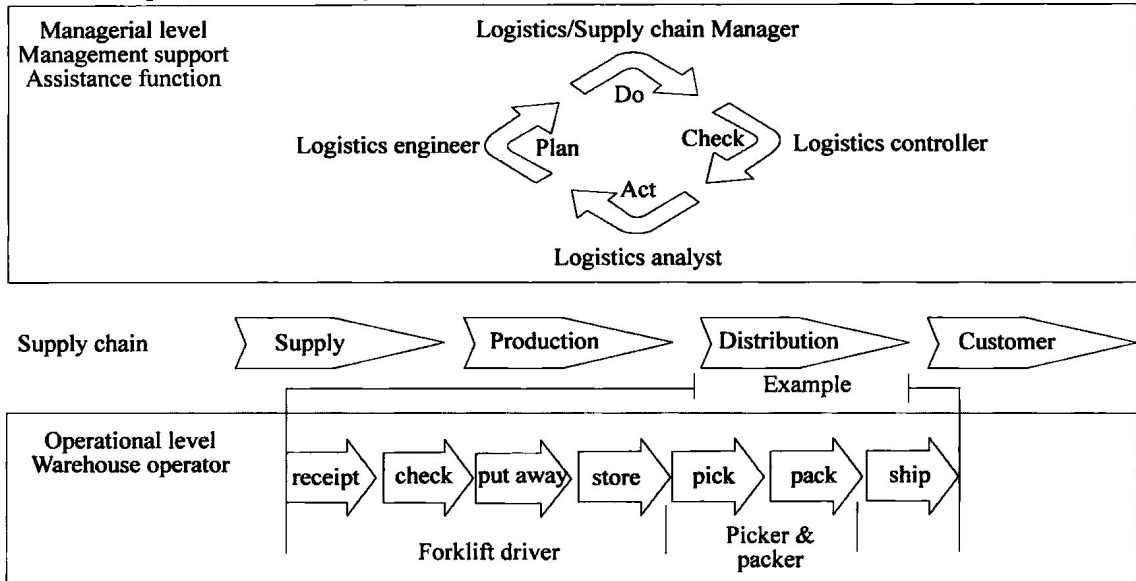 Managerial level
Management support
Assistance function
Logistics/Supply chain Manager
Do
Logistics engineer
Plan
Check
Logistics controller
Act
Logistics analyst
Supply chain
Supply
Production
Distribution
Customer
Example
Operational level
Warehouse operator
receipt
check
put away
store
pick
pack
ship
Forklift driver
Picker &
packer